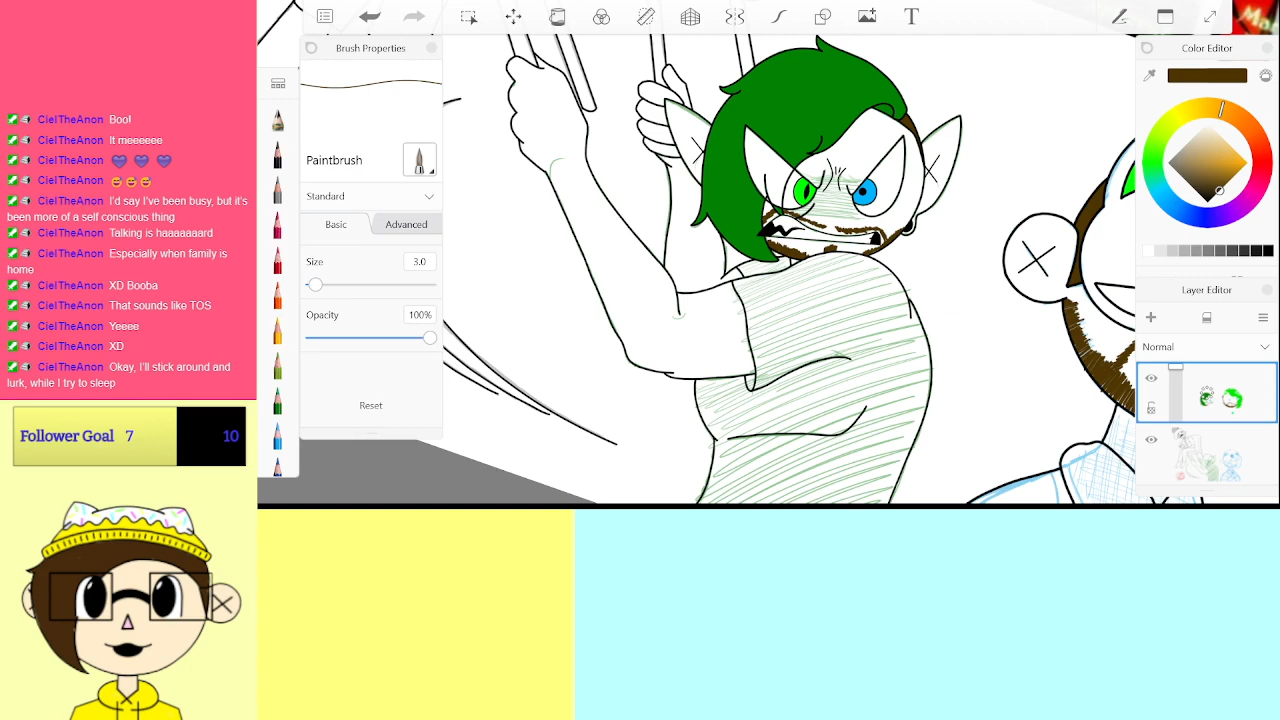 CielTheAnon Boo!
CielTheAnon It meeeeee
CielTheAnon
CielTheAnon
CielTheAnon I'd say I've been busy, but it's
been more of a self conscious thing
CielTheAnon Talking is haaaaaaard
CielTheAnon Especially when family is
home
CielTheAnon XD Booba
CielTheAnon That sounds like TOS
CielTheAnon Yeeee
CielTheAnon XD
CielTheAnon Okay, I'll stick around and
lurk, while I try to sleep
Follower Goal 7 10
Brush Properties
Paintbrush
Standard
Basic Advanced
Size 3.0
Opacity 100%
Reset
T
Color Editor
Layer Editor
Normal